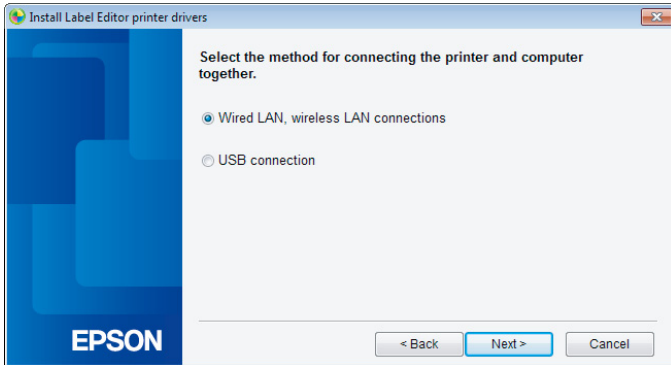 Install Label Editor printer drivers
Select the method for connecting the printer and computer
together.
Wired LAN, wireless LAN connections
USB connection
EPSON
< Back
Next >
Cancel